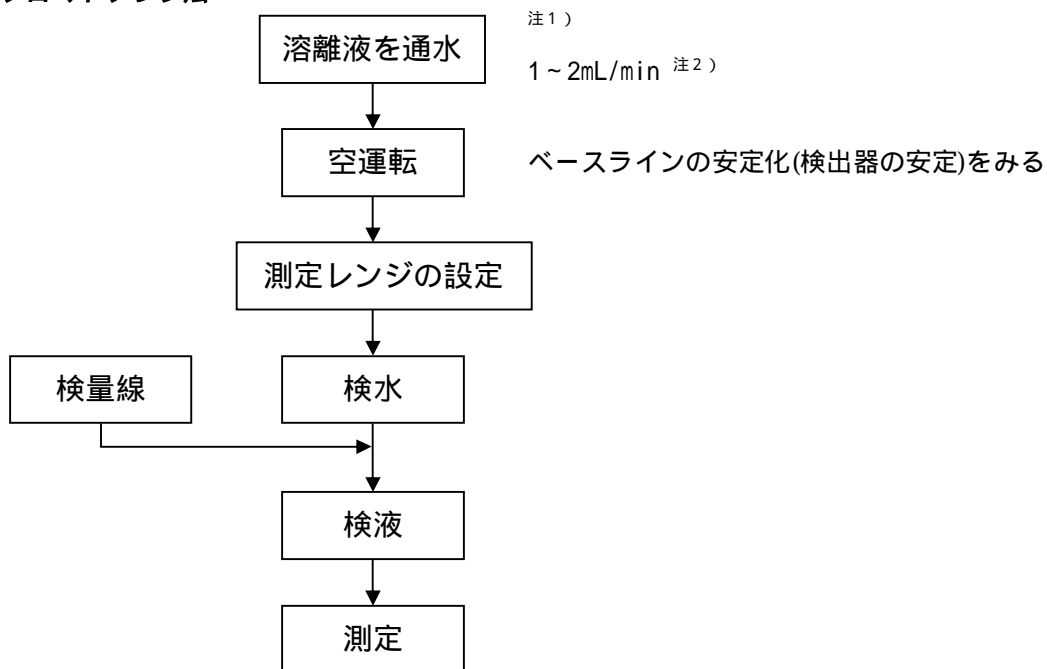 溶離液を通水
注1)
1~2mL/min 注2)
空運転
ベースラインの安定化(検出器の安定)をみる
測定レンジの設定
検量線
検水
検液
測定